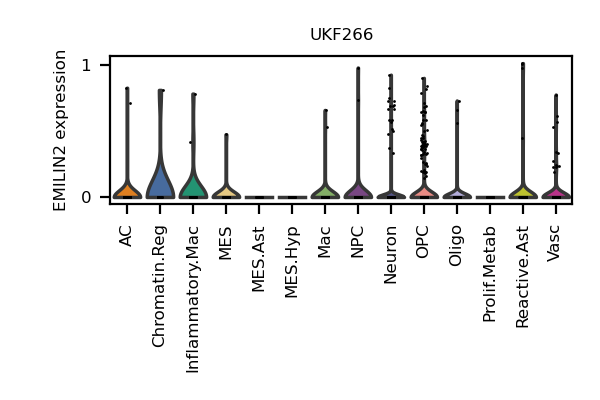 UKF266
EMILIN2 expression
1
0
AC
Chromatin.Reg
Inflammatory.Mac
MES
MES.Ast
MES.Hyp
Mac
NPC
Neuron
OPC
Oligo
Prolif.Metab
Reactive.Ast
Vasc